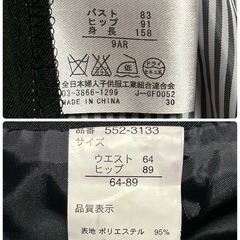 バスト 83
ヒップ 91
身長 158
9AR
全日本婦人子供服工業組合連合会
03-3866-1299 J-GF0052
MADE IN CHINA 30
品番 552-3133
サイズ
ウエスト 64
ヒップ 89
64-89
品質表示
表地 ポリエステル 95%